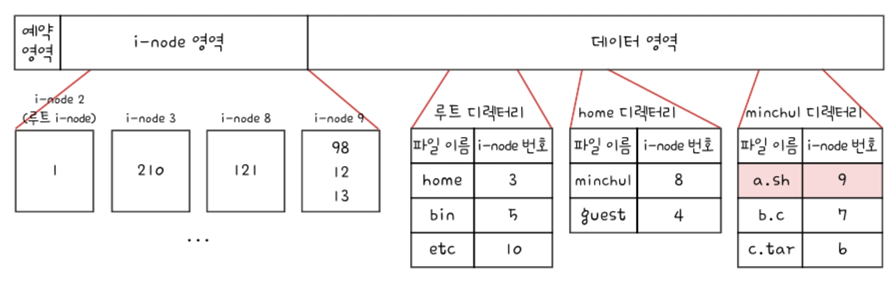 예약
영역
i-node 영역
데이터 영역
i-node 2
(루트 i-node)
i-node 3
i-node 8
i-node 9
1
210
121
98
12
13
...
루트 디렉터리
파일 이름 i-node 번호
home 3
bin 5
etc 10
home 디렉터리
파일 이름 i-node 번호
minchul 8
guest 4
minchul 디렉터리
파일 이름 i-node 번호
a.sh 9
b.c 7
c.tar 6